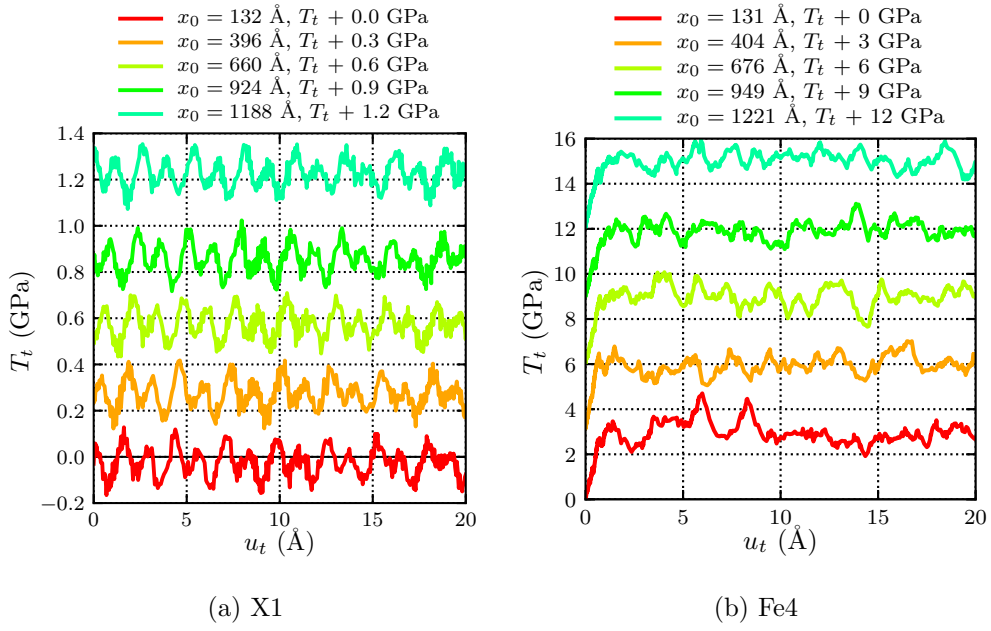 x₀ = 132 Å, Tₜ + 0.0 GPa
x₀ = 396 Å, Tₜ + 0.3 GPa
x₀ = 660 Å, Tₜ + 0.6 GPa
x₀ = 924 Å, Tₜ + 0.9 GPa
x₀ = 1188 Å, Tₜ + 1.2 GPa
1.4
1.2
1.0
0.8
0.6
0.4
0.2
0.0
−0.2
Tₜ (GPa)
0 5 10 15 20
uₜ (Å)
(a) X1
x₀ = 131 Å, Tₜ + 0 GPa
x₀ = 404 Å, Tₜ + 3 GPa
x₀ = 676 Å, Tₜ + 6 GPa
x₀ = 949 Å, Tₜ + 9 GPa
x₀ = 1221 Å, Tₜ + 12 GPa
16
14
12
10
8
6
4
2
0
Tₜ (GPa)
0 5 10 15 20
uₜ (Å)
(b) Fe4